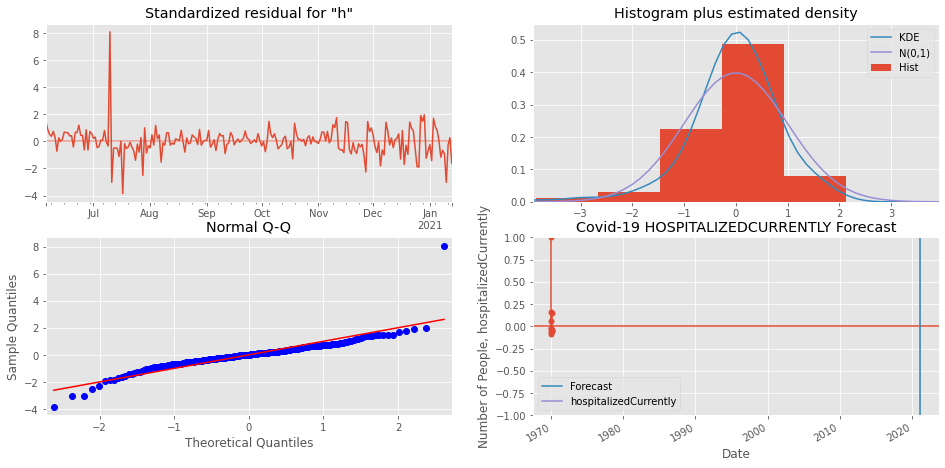 Standardized residual for "h"
8
6
4
2
0
−2
−4
Jul Aug Sep Oct Nov Dec Jan
2021
Histogram plus estimated density
KDE
N(0,1)
Hist
0.5
0.4
0.3
0.2
0.1
0.0
−3 −2 −1 0 1 2 3
Normal Q-Q
Sample Quantiles
8
6
4
2
0
−2
−4
−2 −1 0 1 2
Theoretical Quantiles
Covid-19 HOSPITALIZEDCURRENTLY Forecast
Number of People, hospitalizedCurrently
1.00
0.75
0.50
0.25
0.00
−0.25
−0.50
−0.75
−1.00
Forecast
hospitalizedCurrently
1970 1980 1990 2000 2010 2020
Date